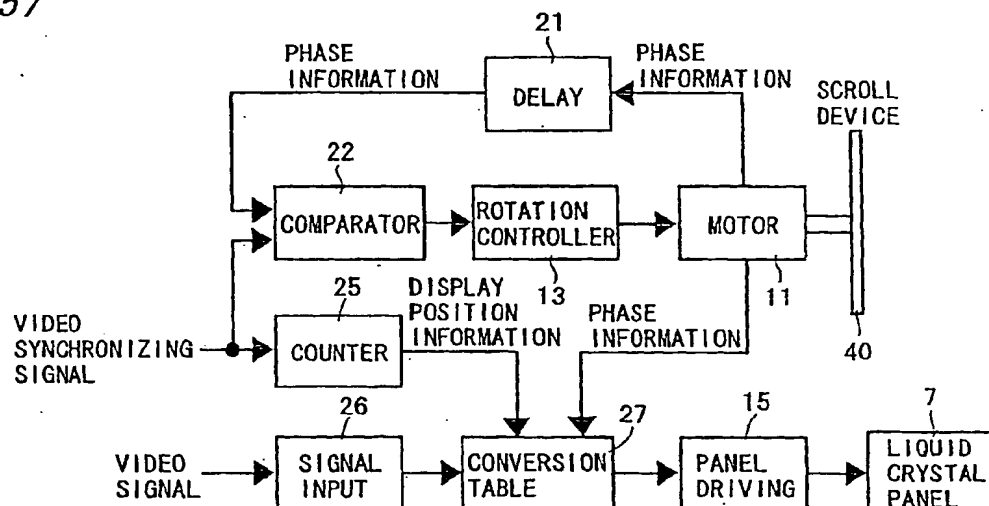 57
21
PHASE INFORMATION
DELAY
PHASE INFORMATION
SCROLL DEVICE
22
COMPARATOR
ROTATION CONTROLLER
13
MOTOR
11
40
VIDEO SYNCHRONIZING SIGNAL
25
COUNTER
DISPLAY POSITION INFORMATION
PHASE INFORMATION
VIDEO SIGNAL
26
SIGNAL INPUT
27
CONVERSION TABLE
15
PANEL DRIVING
7
LIQUID CRYSTAL PANEL